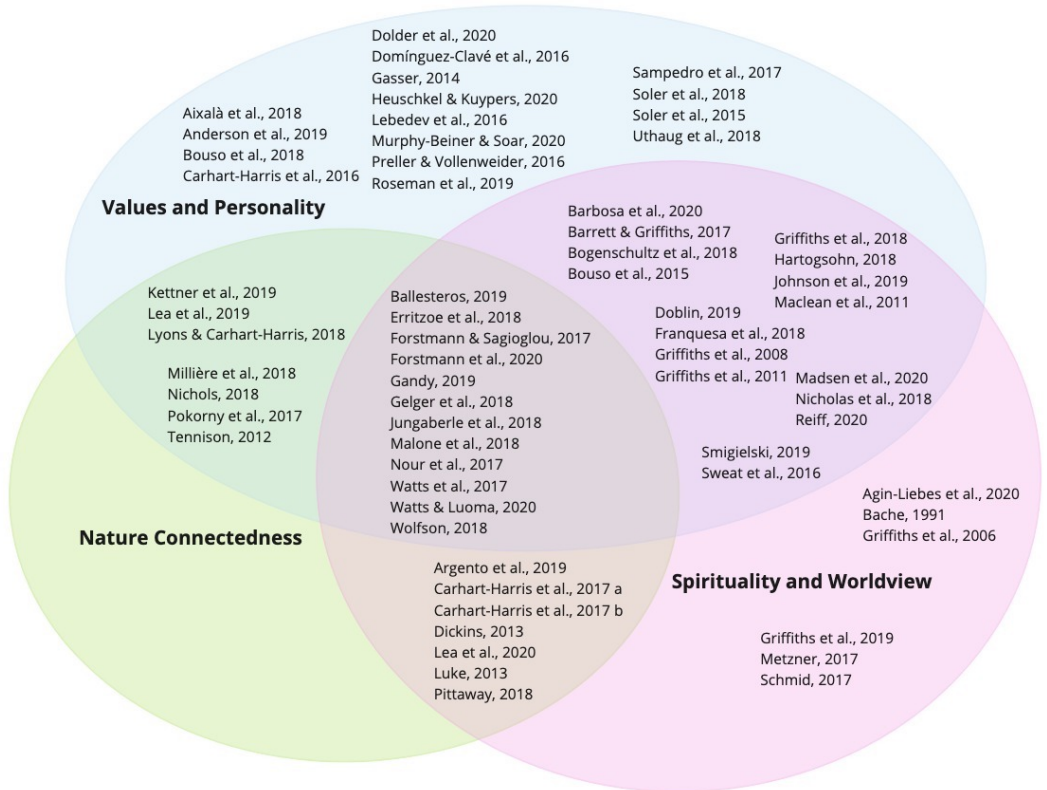 Dolder et al., 2020
Domínguez-Clavé et al., 2016
Gasser, 2014
Heuschkel & Kuypers, 2020
Lebedev et al., 2016
Murphy-Beiner & Soar, 2020
Preller & Vollenweider, 2016
Roseman et al., 2019
Sampedro et al., 2017
Soler et al., 2018
Soler et al., 2015
Uthaug et al., 2018
Aixalà et al., 2018
Anderson et al., 2019
Bouso et al., 2018
Carhart-Harris et al., 2016
Values and Personality
Barbosa et al., 2020
Barrett & Griffiths, 2017
Bogenschultz et al., 2018
Bouso et al., 2015
Griffiths et al., 2018
Hartogsohn, 2018
Johnson et al., 2019
Maclean et al., 2011
Kettner et al., 2019
Lea et al., 2019
Lyons & Carhart-Harris, 2018
Millière et al., 2018
Nichols, 2018
Pokorny et al., 2017
Tennison, 2012
Ballesteros, 2019
Erritzoe et al., 2018
Forstmann & Sagioglou, 2017
Forstmann et al., 2020
Gandy, 2019
Gelger et al., 2018
Jungaberle et al., 2018
Malone et al., 2018
Nour et al., 2017
Watts et al., 2017
Watts & Luoma, 2020
Wolfson, 2018
Doblin, 2019
Franquesa et al., 2018
Griffiths et al., 2008
Griffiths et al., 2011
Madsen et al., 2020
Nicholas et al., 2018
Reiff, 2020
Smigielski, 2019
Sweat et al., 2016
Agin-Liebes et al., 2020
Bache, 1991
Griffiths et al., 2006
Nature Connectedness
Argento et al., 2019
Carhart-Harris et al., 2017 a
Carhart-Harris et al., 2017 b
Dickins, 2013
Lea et al., 2020
Luke, 2013
Pittaway, 2018
Spirituality and Worldview
Griffiths et al., 2019
Metzner, 2017
Schmid, 2017